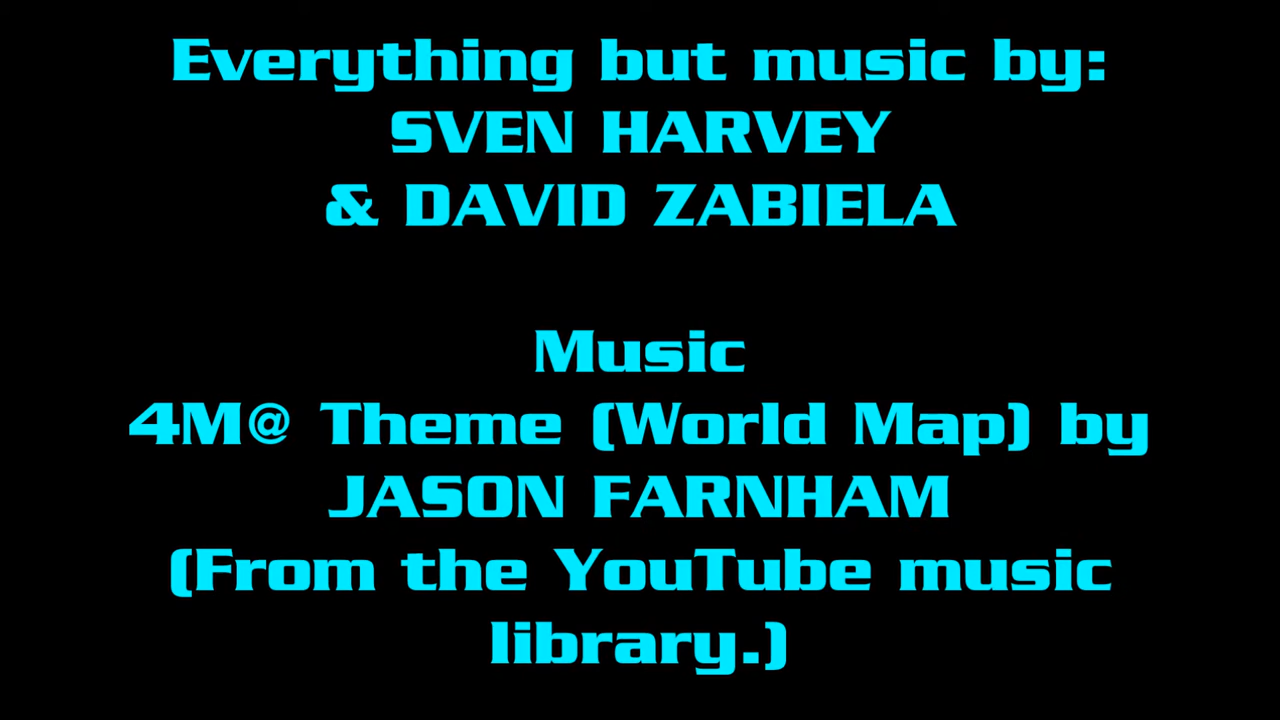 Everything but music by:
SVEN HARVEY
& DAVID ZABIELA
Music
4M@ Theme (World Map) by
JASON FARNHAM
(From the YouTube music
library.)